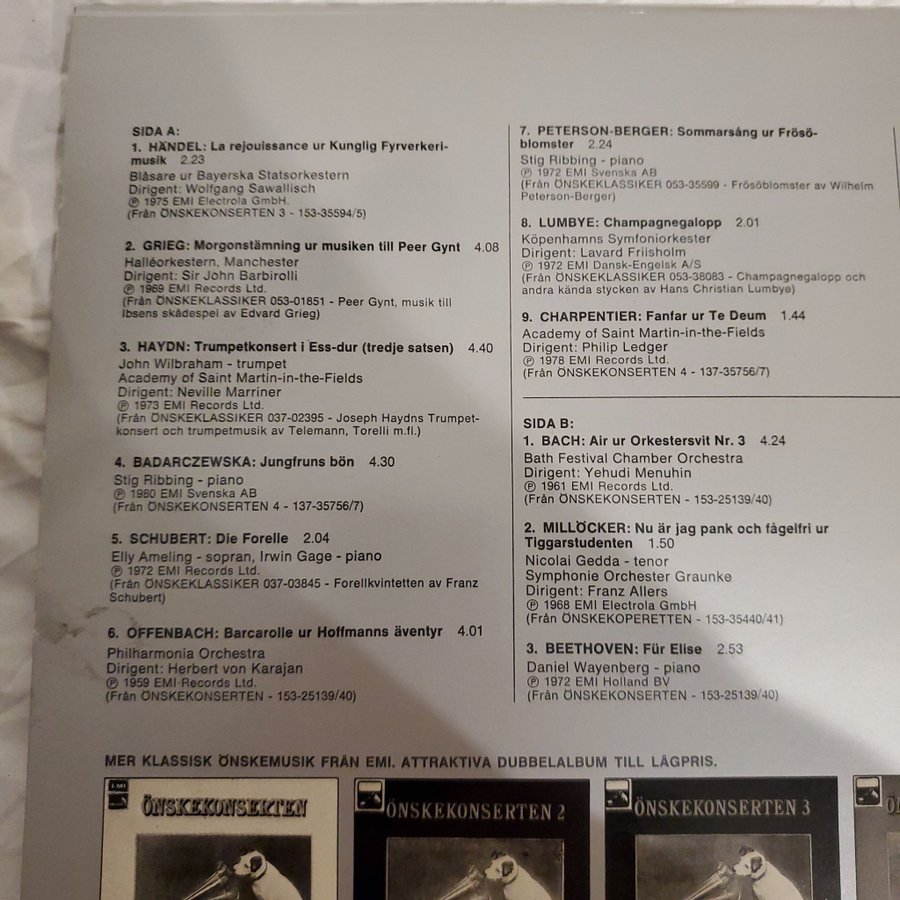 SIDA A:
1. HÄNDEL: La rejouissance ur Kunglig Fyrverkeri-
musik 2.23
Blåsare ur Bayerska Statsorkestern
Dirigent: Wolfgang Sawallisch
℗ 1975 EMI Electrola GmbH.
(Från ÖNSKEKONSERTEN 3 - 153-35594/5)
2. GRIEG: Morgonstämning ur musiken till Peer Gynt 4.08
Halléorkestern, Manchester
Dirigent: Sir John Barbirolli
℗ 1969 EMI Records Ltd.
(Från ÖNSKEKLASSIKER 053-01851 - Peer Gynt, musik till
Ibsens skådespel av Edvard Grieg)
3. HAYDN: Trumpetkonsert i Ess-dur (tredje satsen) 4.40
John Wilbraham - trumpet
Academy of Saint Martin-in-the-Fields
Dirigent: Neville Marriner
℗ 1973 EMI Records Ltd.
(Från ÖNSKEKLASSIKER 037-02395 - Joseph Haydns Trumpet-
konsert och trumpetmusik av Telemann, Torelli m.fl.)
4. BADARCZEWSKA: Jungfruns bön 4.30
Stig Ribbing - piano
℗ 1980 EMI Svenska AB
(Från ÖNSKEKONSERTEN 4 - 137-35756/7)
5. SCHUBERT: Die Forelle 2.04
Elly Ameling - sopran, Irwin Gage - piano
℗ 1972 EMI Records Ltd.
(Från ÖNSKEKLASSIKER 037-03845 - Forellkvintetten av Franz
Schubert)
6. OFFENBACH: Barcarolle ur Hoffmanns äventyr 4.01
Philharmonia Orchestra
Dirigent: Herbert von Karajan
℗ 1959 EMI Records Ltd.
(Från ÖNSKEKONSERTEN - 153-25139/40)
7. PETERSON-BERGER: Sommarsång ur Frösö-
blomster 2.24
Stig Ribbing - piano
℗ 1972 EMI Svenska AB
(Från ÖNSKEKLASSIKER 053-35599 - Frösöblomster av Wilhelm
Peterson-Berger)
8. LUMBYE: Champagnegalopp 2.01
Köpenhamns Symfoniorkester
Dirigent: Lavard Friisholm
℗ 1972 EMI Dansk-Engelsk A/S
(Från ÖNSKEKLASSIKER 053-38083 - Champagnegalopp och
andra kända stycken av Hans Christian Lumbye)
9. CHARPENTIER: Fanfar ur Te Deum 1.44
Academy of Saint Martin-in-the-Fields
Dirigent: Philip Ledger
℗ 1978 EMI Records Ltd.
(Från ÖNSKEKONSERTEN 4 - 137-35756/7)
SIDA B:
1. BACH: Air ur Orkestersvit Nr. 3 4.24
Bath Festival Chamber Orchestra
Dirigent: Yehudi Menuhin
℗ 1961 EMI Records Ltd.
(Från ÖNSKEKONSERTEN - 153-25139/40)
2. MILLÖCKER: Nu är jag pank och fågelfri ur
Tiggarstudenten 1.50
Nicolai Gedda - tenor
Symphonie Orchester Graunke
Dirigent: Franz Allers
℗ 1968 EMI Electrola GmbH
(Från ÖNSKEOPERETTEN - 153-35440/41)
3. BEETHOVEN: Für Elise 2.53
Daniel Wayenberg - piano
℗ 1972 EMI Holland BV
(Från ÖNSKEKONSERTEN - 153-25139/40)
MER KLASSISK ÖNSKEMUSIK FRÅN EMI. ATTRAKTIVA DUBBELALBUM TILL LÅGPRIS.
EMI
ÖNSKEKONSERTEN
ÖNSKEKONSERTEN 2
ÖNSKEKONSERTEN 3